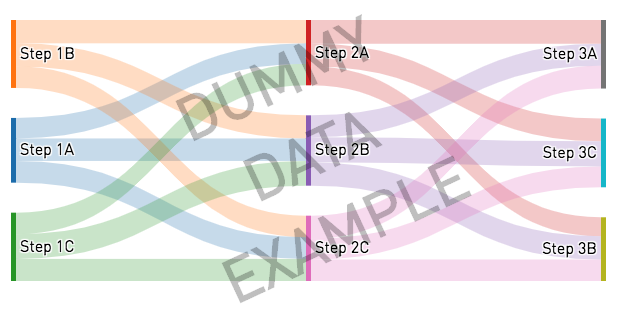 Step 1B
Step 2A
Step 3A
Step 1A
Step 2B
Step 3C
Step 1C
Step 2C
Step 3B
DUMMY
DATA
EXAMPLE